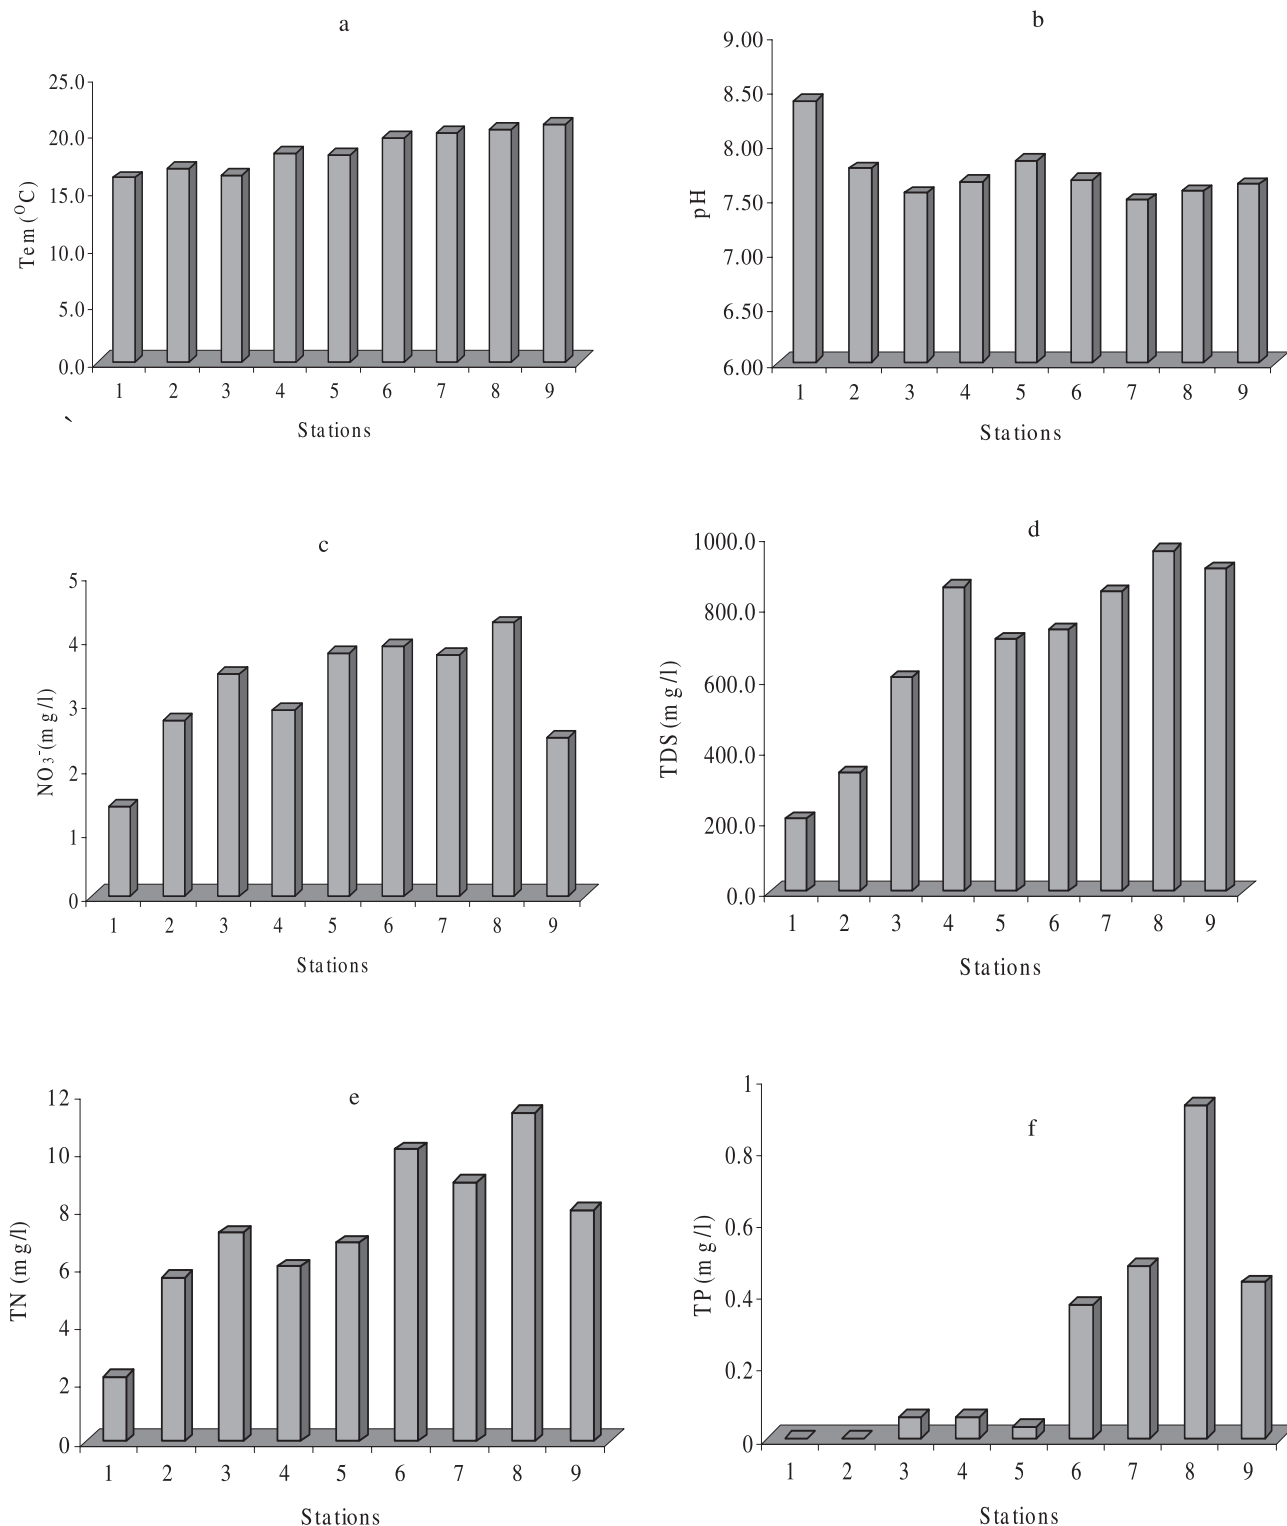 a
25.0
20.0
15.0
10.0
5.0
0.0
Tem (°C)
1 2 3 4 5 6 7 8 9
Stations
b
9.00
8.50
8.00
7.50
7.00
6.50
6.00
pH
1 2 3 4 5 6 7 8 9
Stations
c
5
4
3
2
1
0
NO₃⁻(mg/l)
1 2 3 4 5 6 7 8 9
Stations
d
1000.0
800.0
600.0
400.0
200.0
0.0
TDS (mg/l)
1 2 3 4 5 6 7 8 9
Stations
e
12
10
8
6
4
2
0
TN (mg/l)
1 2 3 4 5 6 7 8 9
Stations
f
1
0.8
0.6
0.4
0.2
0
TP (mg/l)
1 2 3 4 5 6 7 8 9
Stations